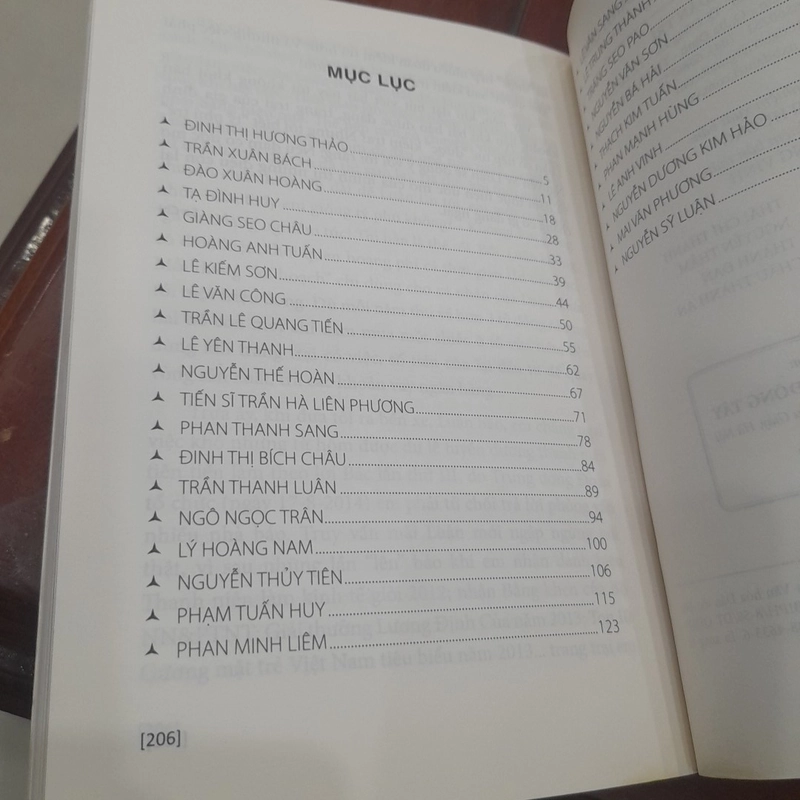 MỤC LỤC
ĐINH THỊ HƯƠNG THẢO.....5
TRẦN XUÂN BÁCH.....11
ĐÀO XUÂN HOÀNG.....18
TẠ ĐÌNH HUY.....28
GIÀNG SEO CHÂU.....33
HOÀNG ANH TUẤN.....39
LÊ KIẾM SƠN.....44
LÊ VĂN CÔNG.....50
TRẦN LÊ QUANG TIẾN.....55
LÊ YÊN THANH.....62
NGUYỄN THẾ HOÀN.....67
TIẾN SĨ TRẦN HÀ LIÊN PHƯƠNG.....71
PHAN THANH SANG.....78
ĐINH THỊ BÍCH CHÂU.....84
TRẦN THANH LUÂN.....89
NGÔ NGỌC TRÂN.....94
LÝ HOÀNG NAM.....100
NGUYỄN THỦY TIÊN.....106
PHẠM TUẤN HUY.....115
PHAN MINH LIÊM.....123
[206]
LÊ TRUNG THÀNH
TRÁNG SEO PAO
NGUYỄN VĂN SƠN
NGUYỄN BÁ HẢI
THẠCH KIM TUẤN
PHAN MẠNH HÙNG
LÊ ANH VINH
NGUYỄN DƯƠNG KIM HẢO
MAI VĂN PHƯƠNG
NGUYỄN SỸ LUẬN